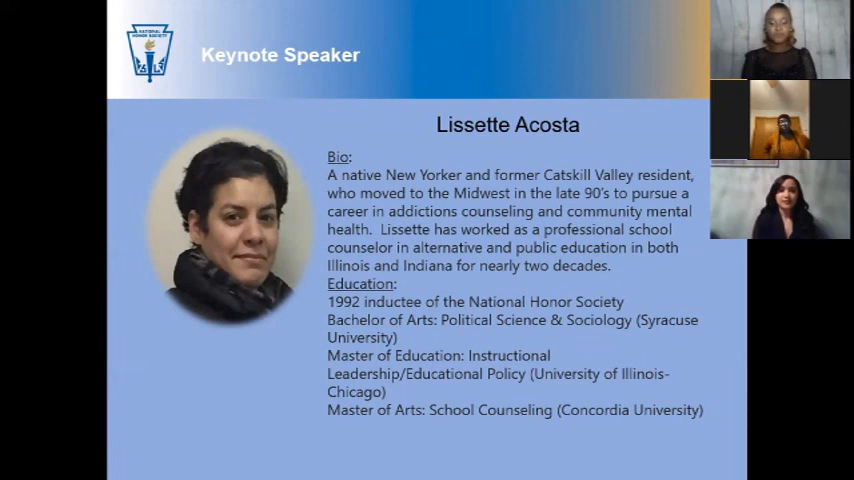 NATIONAL
HONOR SOCIETY
Keynote Speaker
Lissette Acosta
Bio:
A native New Yorker and former Catskill Valley resident,
who moved to the Midwest in the late 90's to pursue a
career in addictions counseling and community mental
health.  Lissette has worked as a professional school
counselor in alternative and public education in both
Illinois and Indiana for nearly two decades.
Education:
1992 inductee of the National Honor Society
Bachelor of Arts: Political Science & Sociology (Syracuse
University)
Master of Education: Instructional
Leadership/Educational Policy (University of Illinois-
Chicago)
Master of Arts: School Counseling (Concordia University)